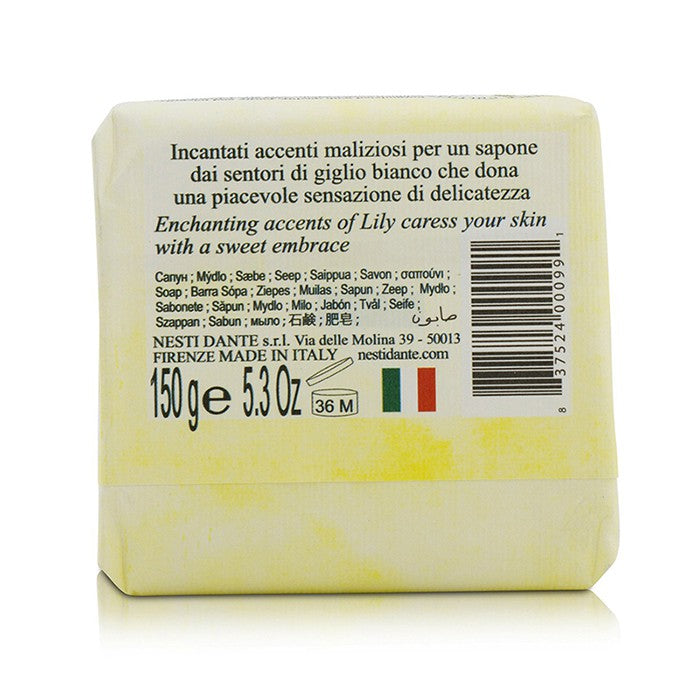 Incantati accenti maliziosi per un sapone
dai sentori di giglio bianco che dona
una piacevole sensazione di delicatezza
Enchanting accents of Lily caress your skin
with a sweet embrace
Сапун ; Mýdlo ; Sæbe ; Seep ; Saippua ; Savon ; σαπούνι ;
Soap ; Barra Sópa ; Ziepes ; Muilas ; Sapun ; Zeep ; Mydło ;
Sabonete ; Săpun ; Mydlo ; Milo ; Jabón ; Tvål ; Seife ;
Szappan ; Sabun ; мыло ; 石鹸 ; 肥皂 ; صابون
NESTI DANTE s.r.l. Via delle Molina 39 - 50013
FIRENZE MADE IN ITALY nestidante.com
150 g e 5.3 Oz
36 M
8 37524 00099 1